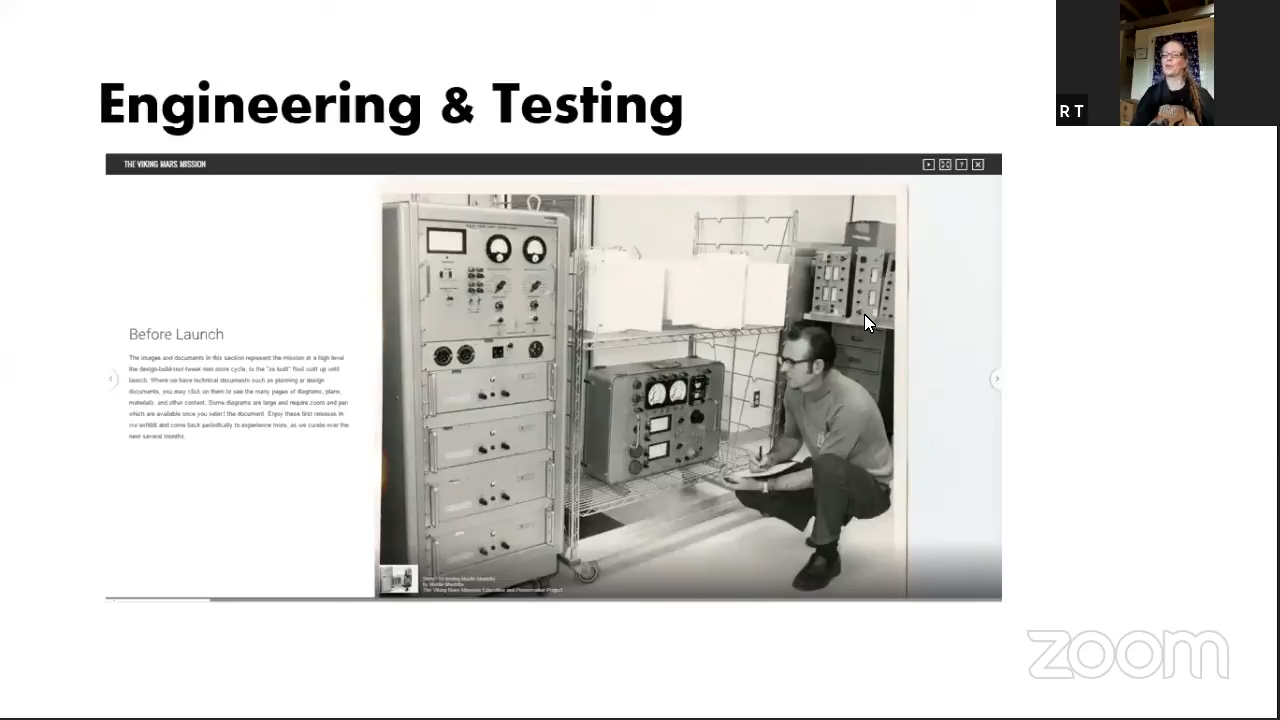 Engineering & Testing
R T
THE VIKING MARS MISSION
Before Launch
The images and documents in this section represent the mission at a high level
the design-build-test-tweak test more cycle, to the "as built" final craft up until
launch. Where we have technical documents such as planning or design
documents, you may click on them to see the many pages of diagrams, plans,
materials, and other content. Some diagrams are large and require zoom and pan
which are available once you select the document. Enjoy these first releases in
our exhibit and come back periodically to experience more, as we curate over the
next several months.
by Martin Marietta
The Viking Mars Missions Education and Preservation Project
zoom